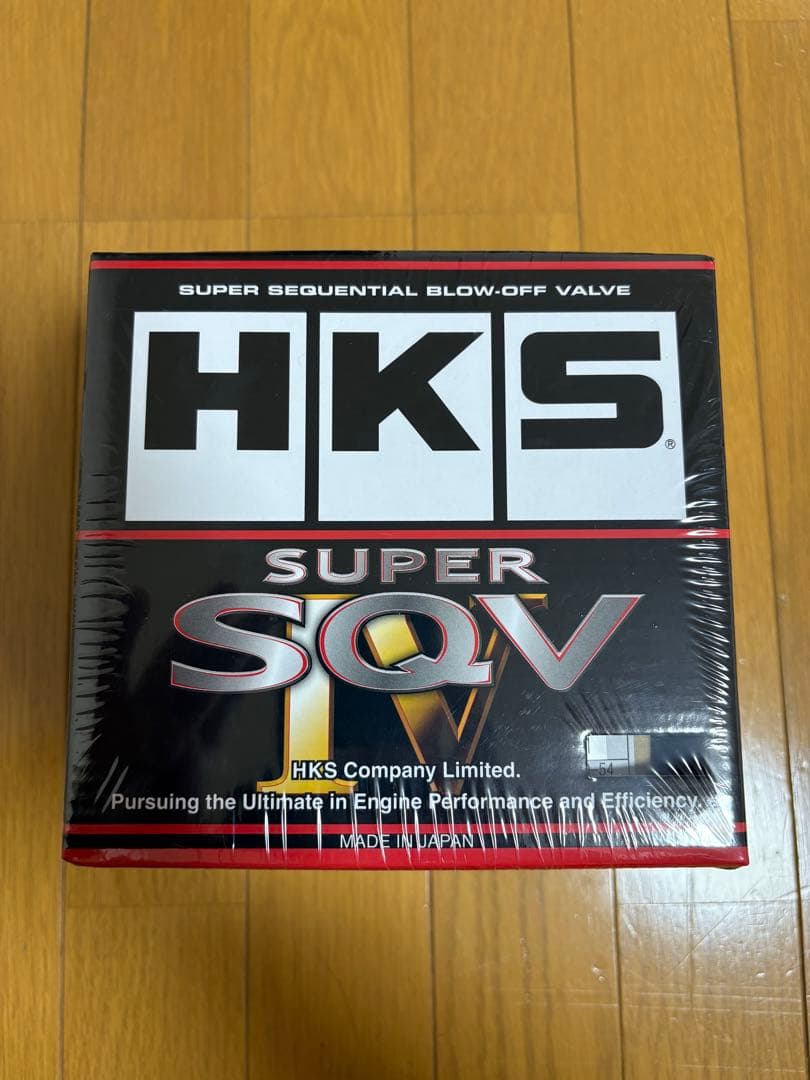 SUPER SEQUENTIAL BLOW-OFF VALVE
HKS®
SUPER
SQV
IV
54
HKS Company Limited.
Pursuing the Ultimate in Engine Performance and Efficiency.
MADE IN JAPAN